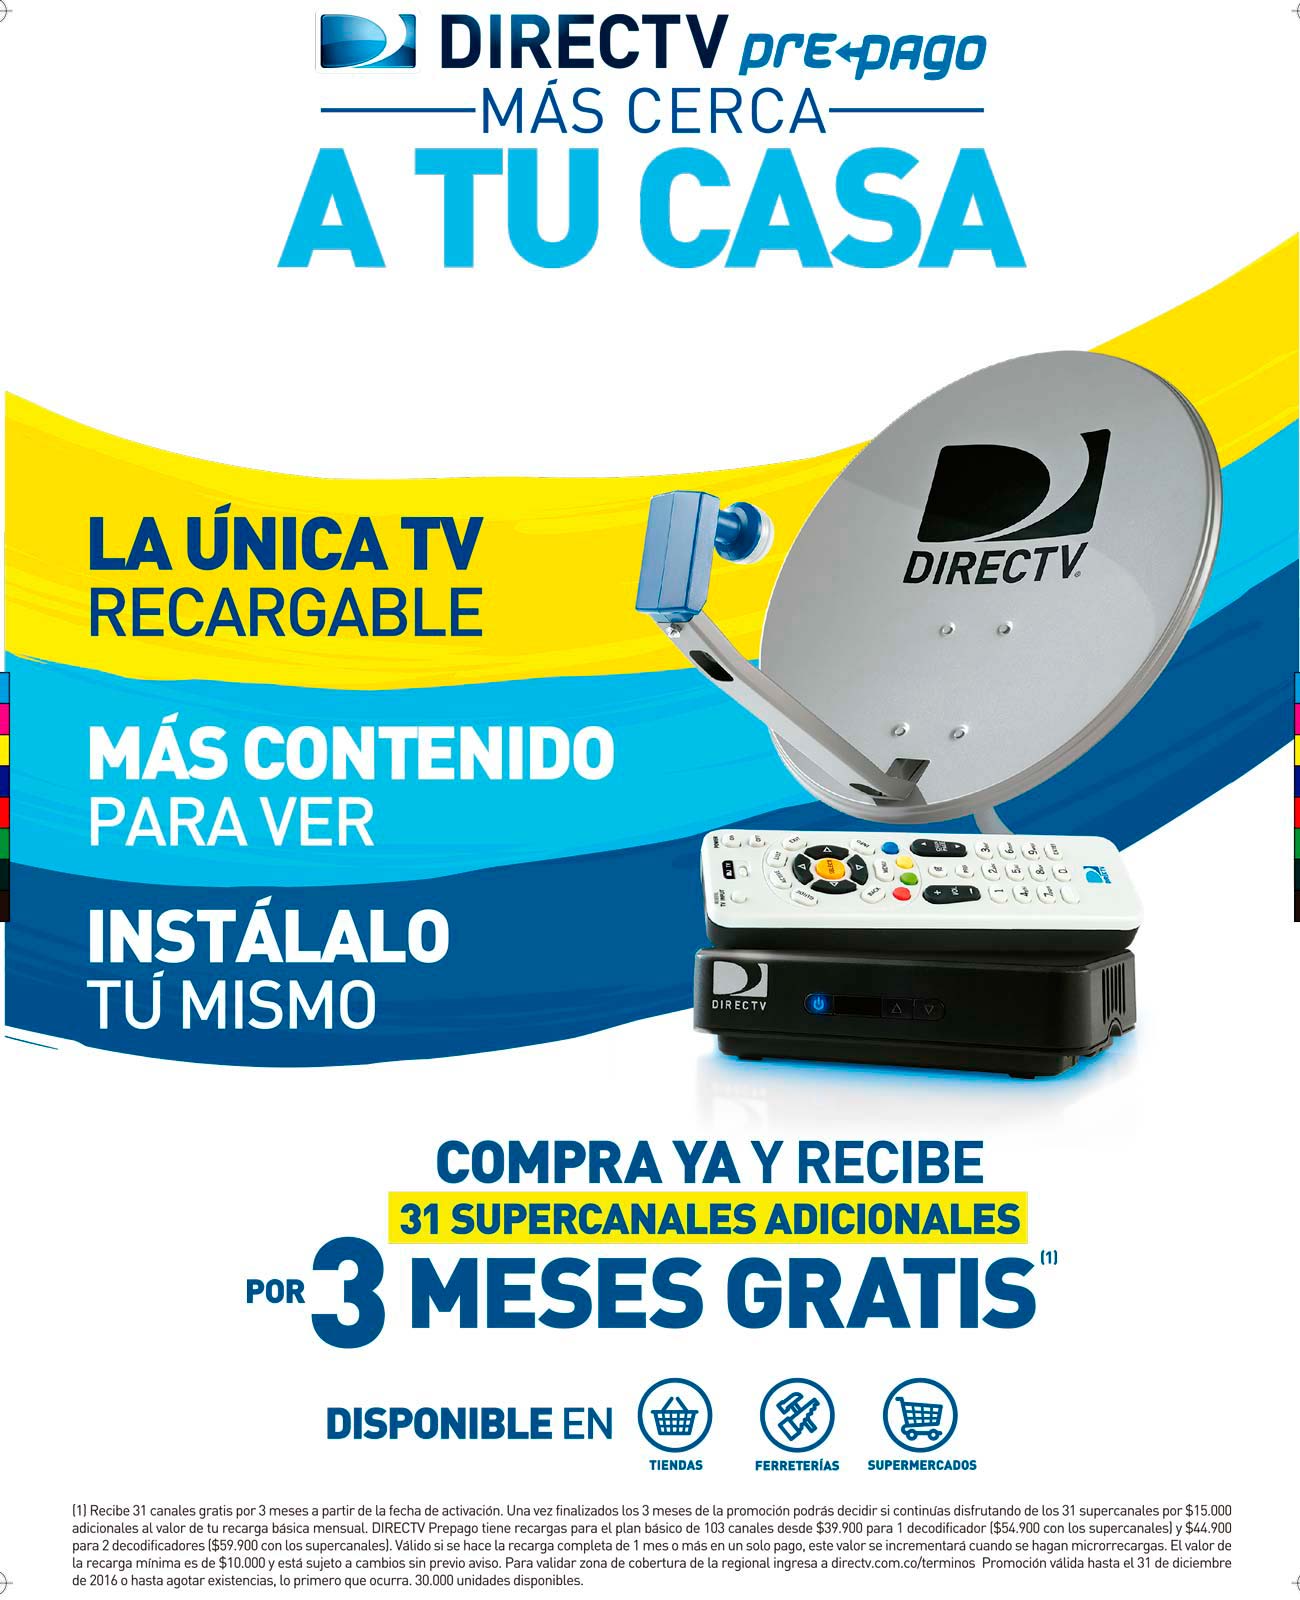 DIRECTV prepago
MÁS CERCA
A TU CASA
DIRECTV
LA ÚNICA TV
RECARGABLE
MÁS CONTENIDO
PARA VER
INSTÁLALO
TÚ MISMO
DIRECTV
DIRECTV
COMPRA YA Y RECIBE
31 SUPERCANALES ADICIONALES
POR 3 MESES GRATIS (1)
DISPONIBLE EN
TIENDAS FERRETERÍAS SUPERMERCADOS
(1) Recibe 31 canales gratis por 3 meses a partir de la fecha de activación. Una vez finalizados los 3 meses de la promoción podrás decidir si continúas disfrutando de los 31 supercanales por $15.000
adicionales al valor de tu recarga básica mensual. DIRECTV Prepago tiene recargas para el plan básico de 103 canales desde $39.900 para 1 decodificador ($54.900 con los supercanales) y $44.900
para 2 decodificadores ($59.900 con los supercanales). Válido si se hace la recarga completa de 1 mes o más en un solo pago, este valor se incrementará cuando se hagan microrrecargas. El valor de
la recarga mínima es de $10.000 y está sujeto a cambios sin previo aviso. Para validar zona de cobertura de la regional ingresa a directv.com.co/terminos Promoción válida hasta el 31 de diciembre
de 2016 o hasta agotar existencias, lo primero que ocurra. 30.000 unidades disponibles.